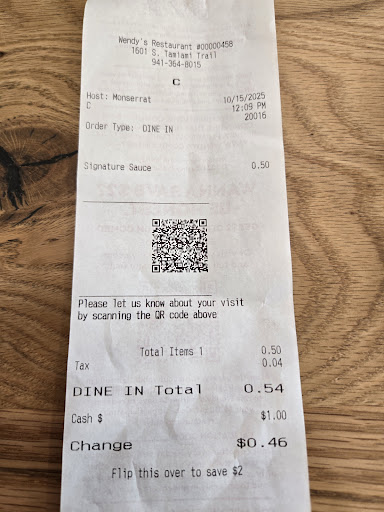 Wendy's Restaurant #00000458
1601 S. Tamiami Trail
941-364-8015
C
Host: Monserrat 10/15/2025
C 12:09 PM
20016
Order Type: DINE IN
Signature Sauce 0.50
Please let us know about your visit
by scanning the QR code above
Total Items 1 0.50
Tax 0.04
DINE IN Total 0.54
Cash $ $1.00
Change $0.46
Flip this over to save $2